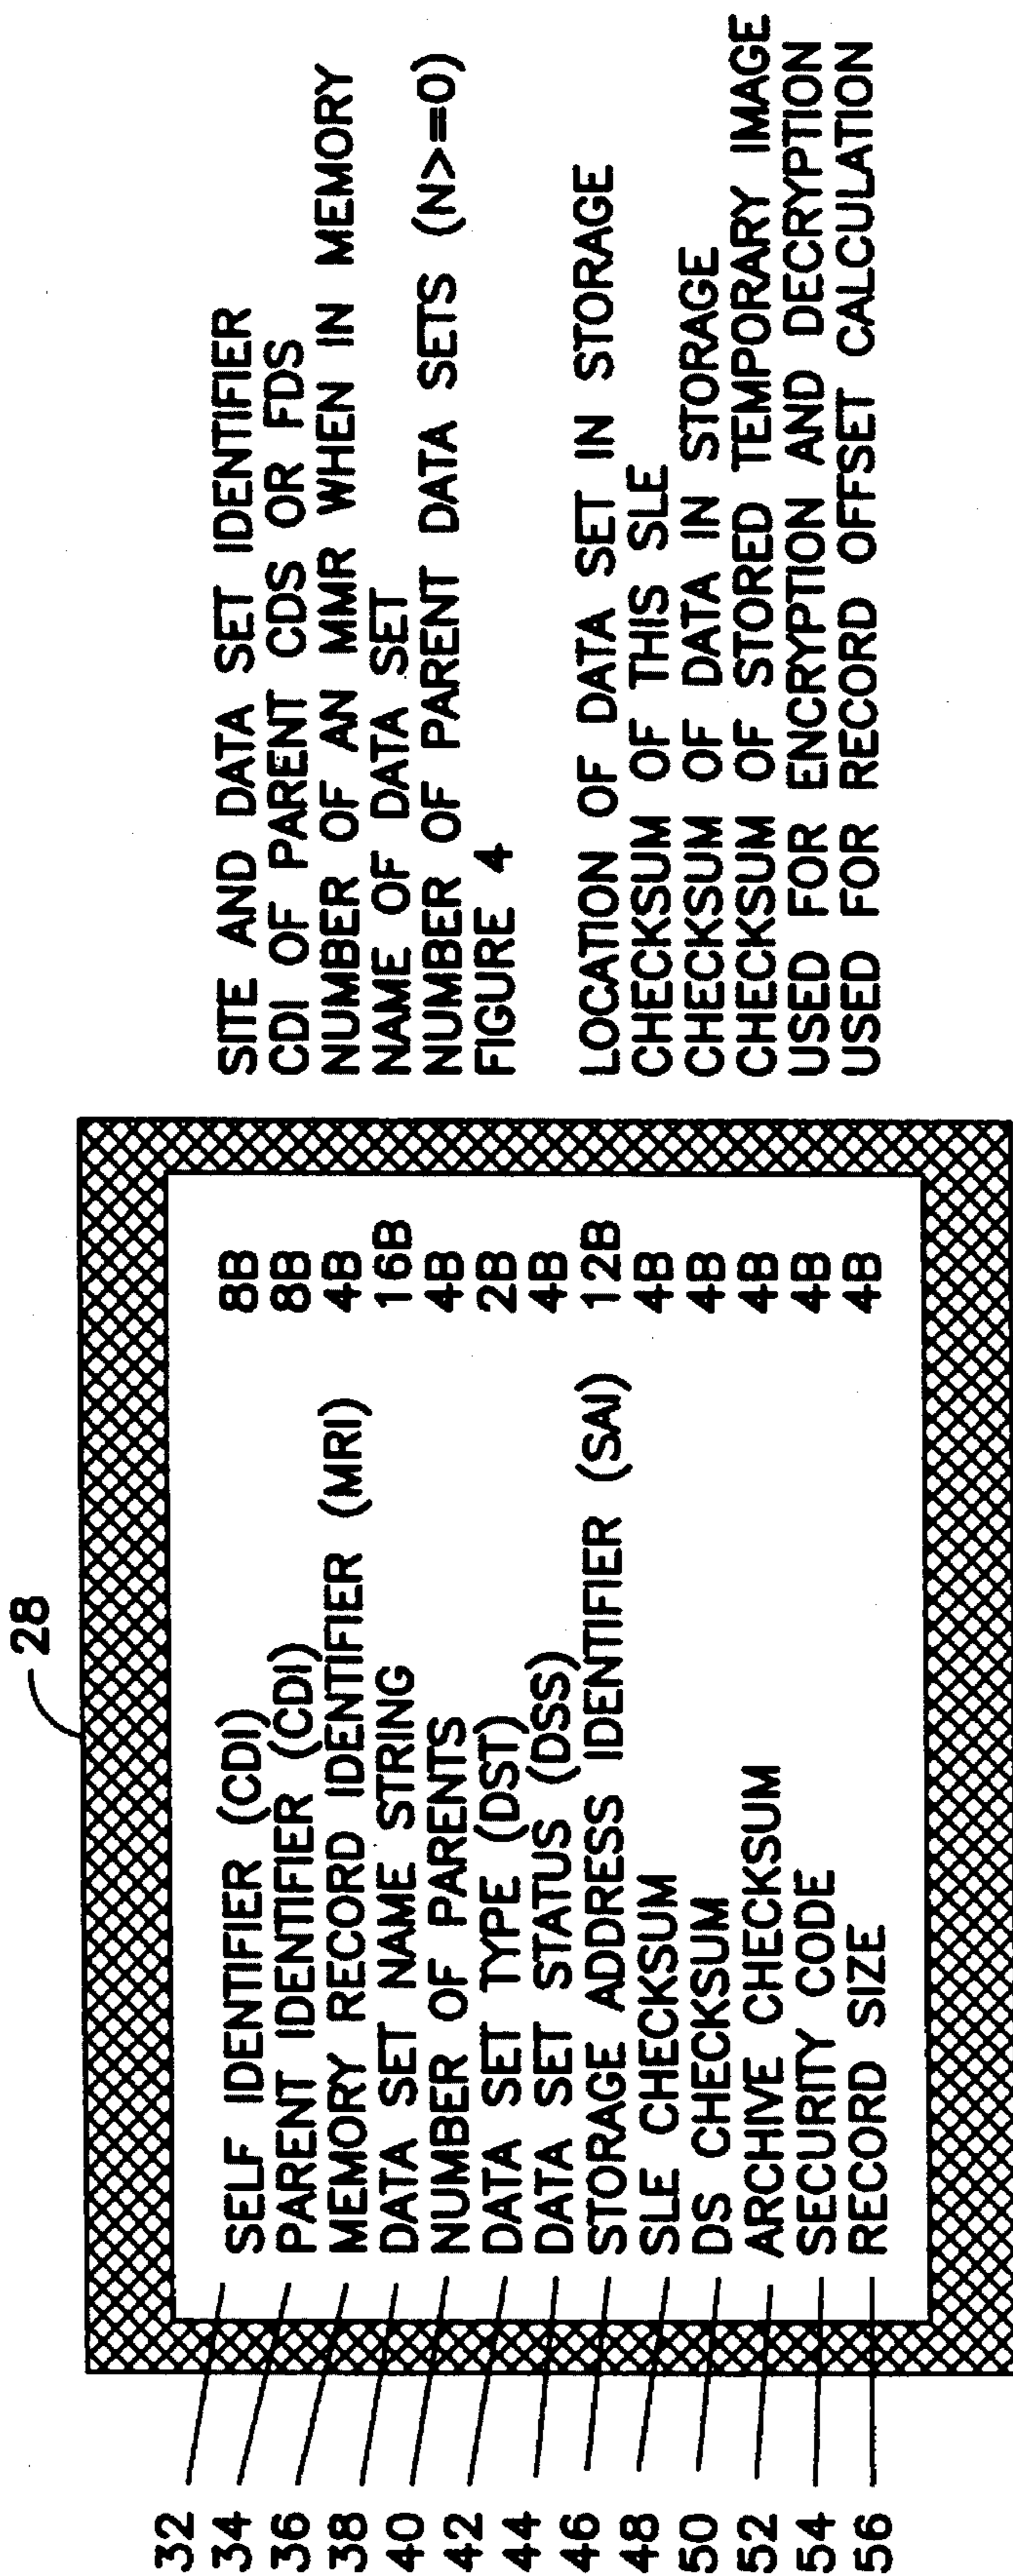 28
32 SELF IDENTIFIER (CDI) 8B SITE AND DATA SET IDENTIFIER
34 PARENT IDENTIFIER (CDI) 8B CDI OF PARENT CDS OR FDS
36 MEMORY RECORD IDENTIFIER (MRI) 4B NUMBER OF AN MMR WHEN IN MEMORY
38 DATA SET NAME STRING 16B NAME OF DATA SET
40 NUMBER OF PARENTS 4B NUMBER OF PARENT DATA SETS (N>=0)
42 DATA SET TYPE (DST) 2B FIGURE 4
44 DATA SET STATUS (DSS) 4B
46 STORAGE ADDRESS IDENTIFIER (SAI) 12B LOCATION OF DATA SET IN STORAGE
48 SLE CHECKSUM 4B CHECKSUM OF THIS SLE
50 DS CHECKSUM 4B CHECKSUM OF DATA IN STORAGE
52 ARCHIVE CHECKSUM 4B CHECKSUM OF STORED TEMPORARY IMAGE
54 SECURITY CODE 4B USED FOR ENCRYPTION AND DECRYPTION
56 RECORD SIZE 4B USED FOR RECORD OFFSET CALCULATION